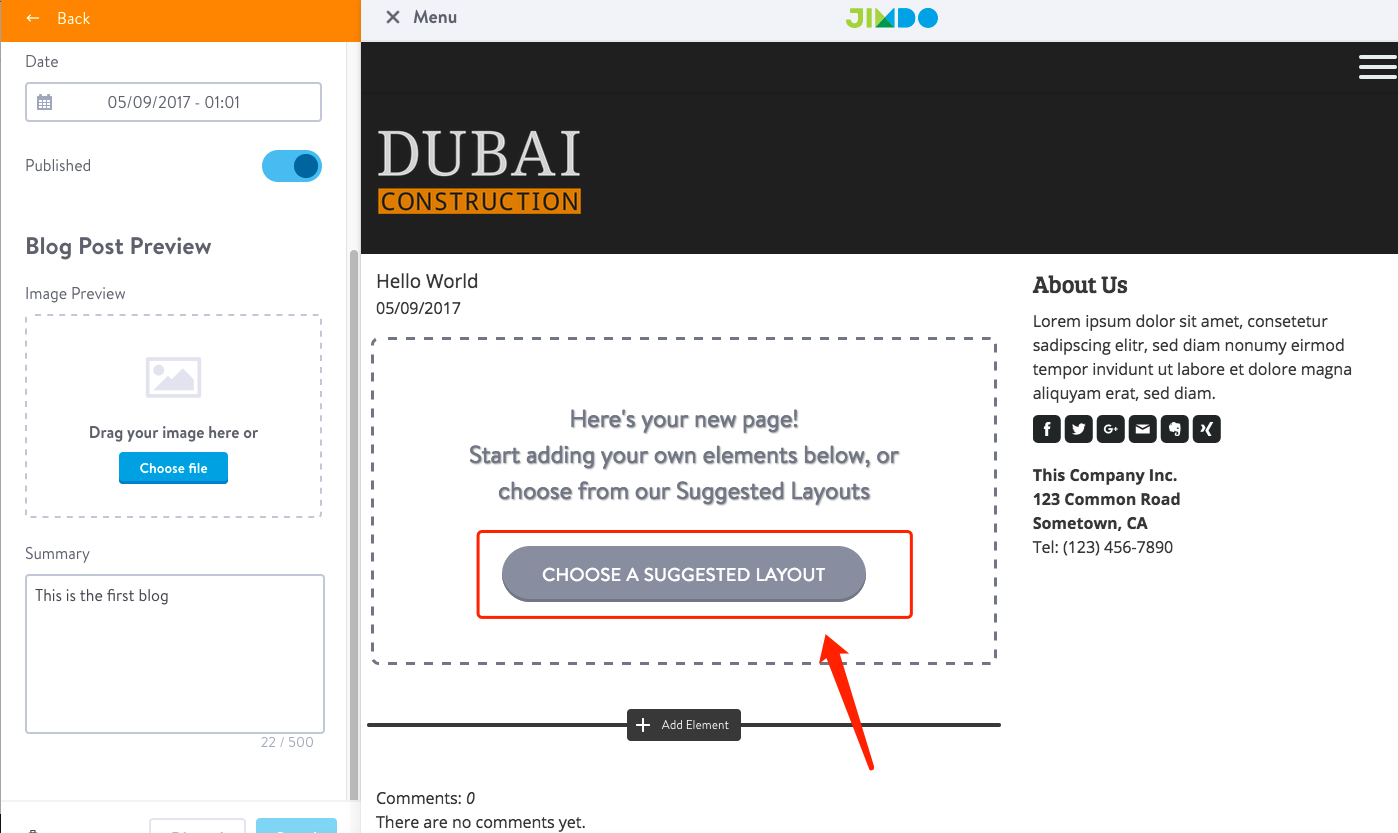 Back
Date
05/09/2017 - 01:01
Published
Blog Post Preview
Image Preview
Drag your image here or
Choose file
Summary
This is the first blog
22 / 500
Menu
JIMDO
DUBAI
CONSTRUCTION
Hello World
05/09/2017
Here's your new page!
Start adding your own elements below, or
choose from our Suggested Layouts
CHOOSE A SUGGESTED LAYOUT
Add Element
Comments: 0
There are no comments yet.
About Us
Lorem ipsum dolor sit amet, consetetur
sadipscing elitr, sed diam nonumy eirmod
tempor invidunt ut labore et dolore magna
aliquyam erat, sed diam.
This Company Inc.
123 Common Road
Sometown, CA
Tel: (123) 456-7890